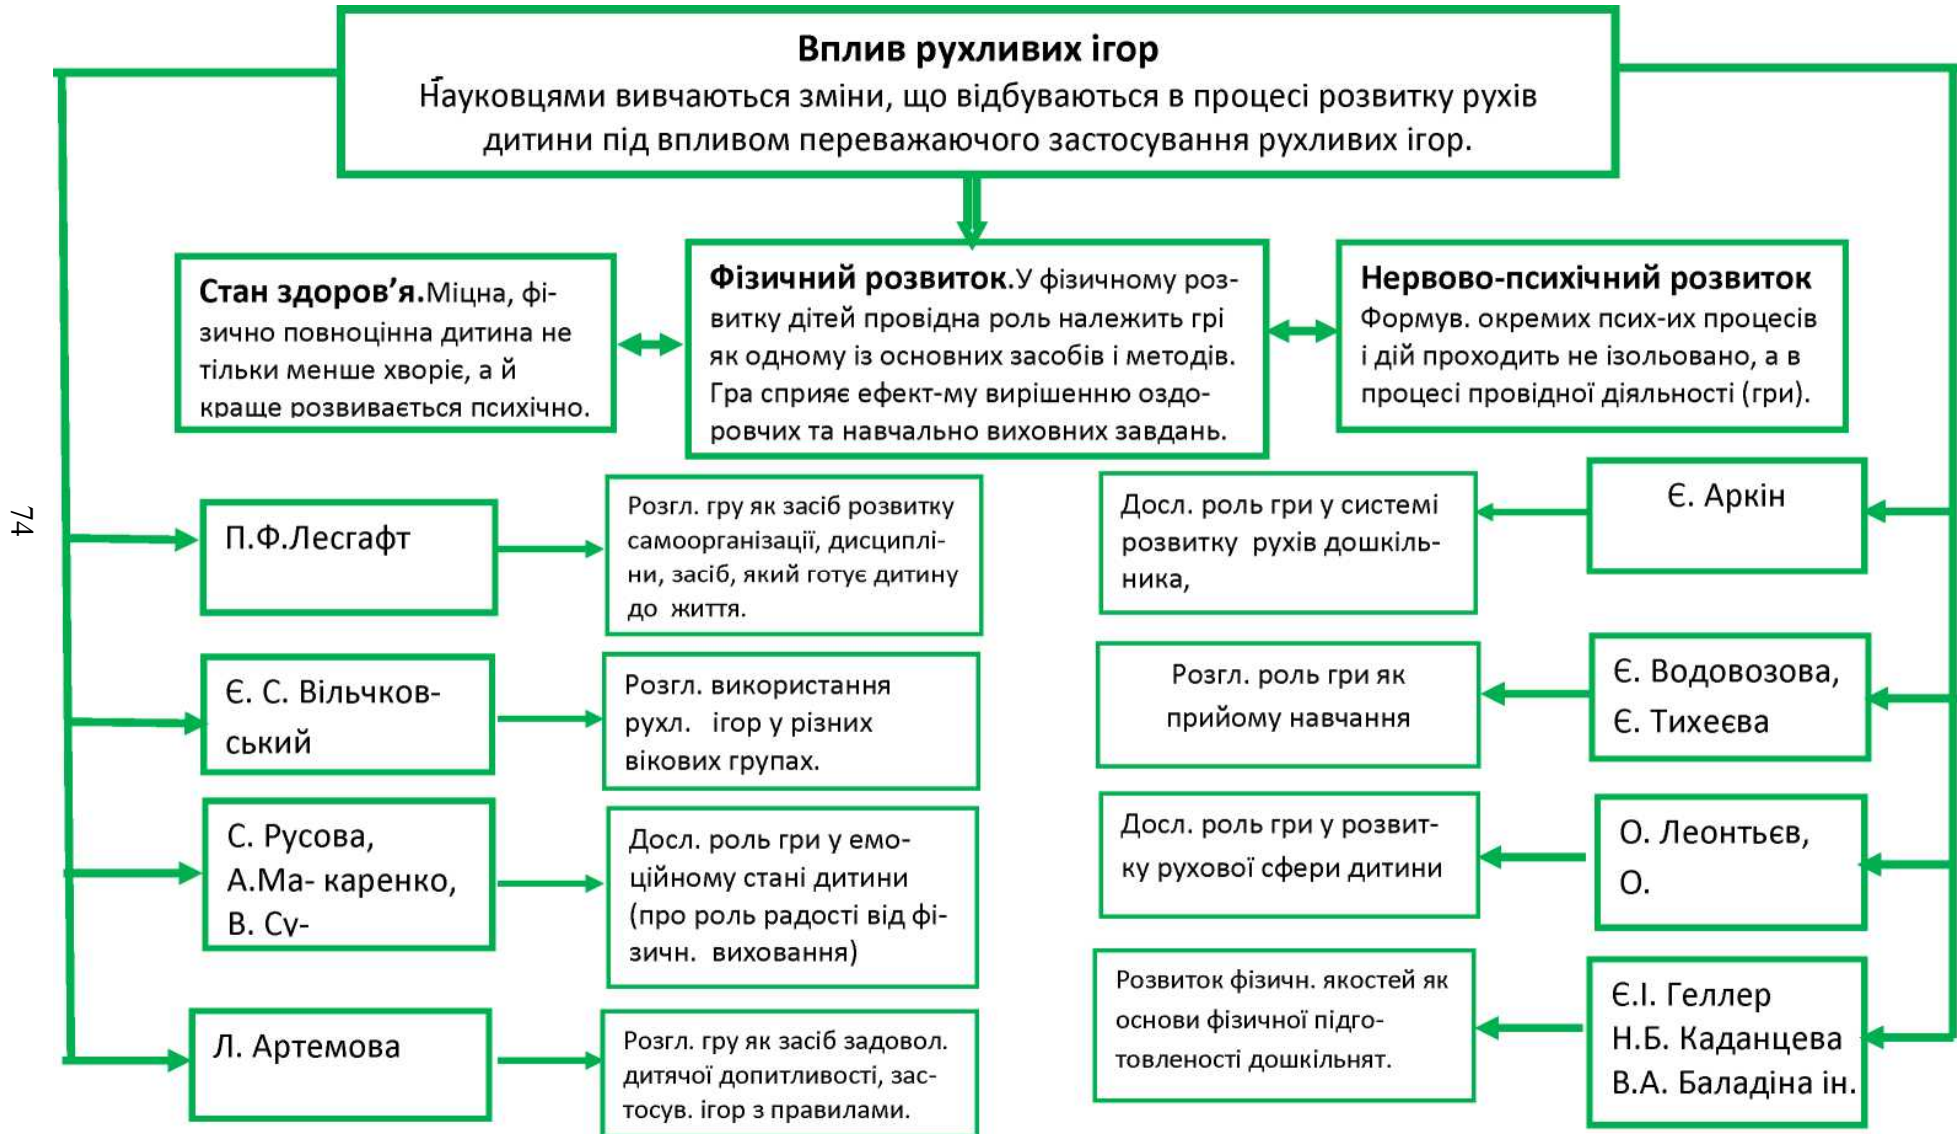 Вплив рухливих ігор
Науковцями вивчаються зміни, що відбуваються в процесі розвитку рухів
дитини під впливом переважаючого застосування рухливих ігор.
Стан здоров’я.Міцна, фі-
зично повноцінна дитина не
тільки менше хворіє, а й
краще розвивається психічно.
Фізичний розвиток.У фізичному роз-
витку дітей провідна роль належить грі
як одному із основних засобів і методів.
Гра сприяє ефект-му вирішенню оздо-
ровчих та навчально виховних завдань.
Нервово-психічний розвиток
Формув. окремих псих-их процесів
і дій проходить не ізольовано, а в
процесі провідної діяльності (гри).
74
П.Ф.Лесгафт
Розгл. гру як засіб розвитку
самоорганізації, дисциплі-
ни, засіб, який готує дитину
до життя.
Є. С. Вільчков-
ський
Розгл. використання
рухл. ігор у різних
вікових групах.
С. Русова,
А.Ма- каренко,
В. Су-
Досл. роль гри у емо-
ційному стані дитини
(про роль радості від фі-
зичн. виховання)
Л. Артемова
Розгл. гру як засіб задовол.
дитячої допитливості, зас-
тосув. ігор з правилами.
Досл. роль гри у системі
розвитку рухів дошкіль-
ника,
Є. Аркін
Розгл. роль гри як
прийому навчання
Є. Водовозова,
Є. Тихеєва
Досл. роль гри у розвит-
ку рухової сфери дитини
О. Леонтьєв,
О.
Розвиток фізичн. якостей як
основи фізичної підго-
товленості дошкільнят.
Є.І. Геллер
Н.Б. Каданцева
В.А. Баладіна ін.